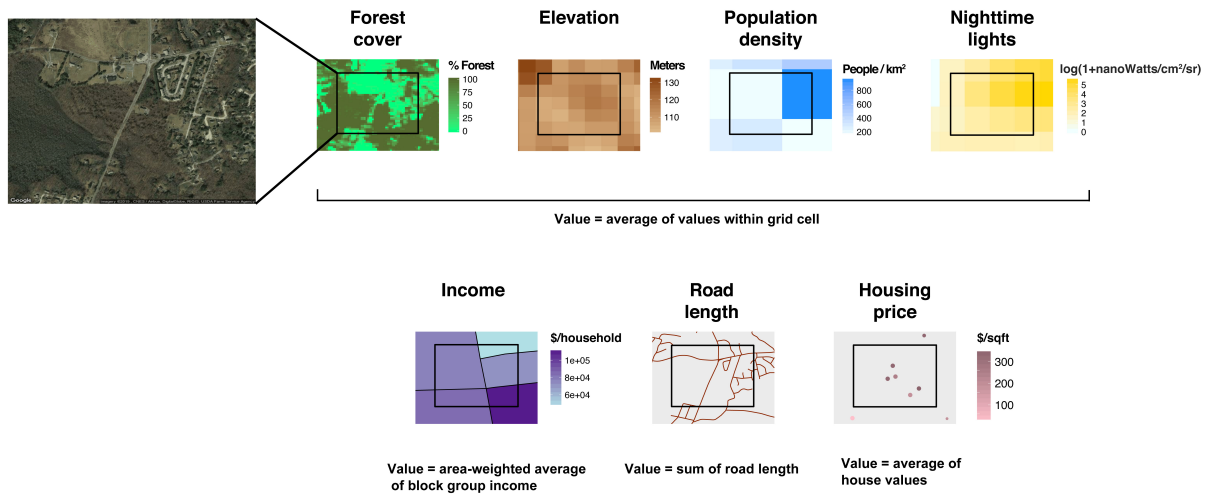 Forest
cover
Elevation
Population
density
Nighttime
lights
% Forest
100
75
50
25
0
Meters
130
120
110
People / km²
800
600
400
200
log(1+nanoWatts/cm²/sr)
5
4
3
2
1
0
Google
Value = average of values within grid cell
Income
Road
length
Housing
price
$/household
1e+05
8e+04
6e+04
$/sqft
300
200
100
Value = area-weighted average
of block group income
Value = sum of road length
Value = average of
house values